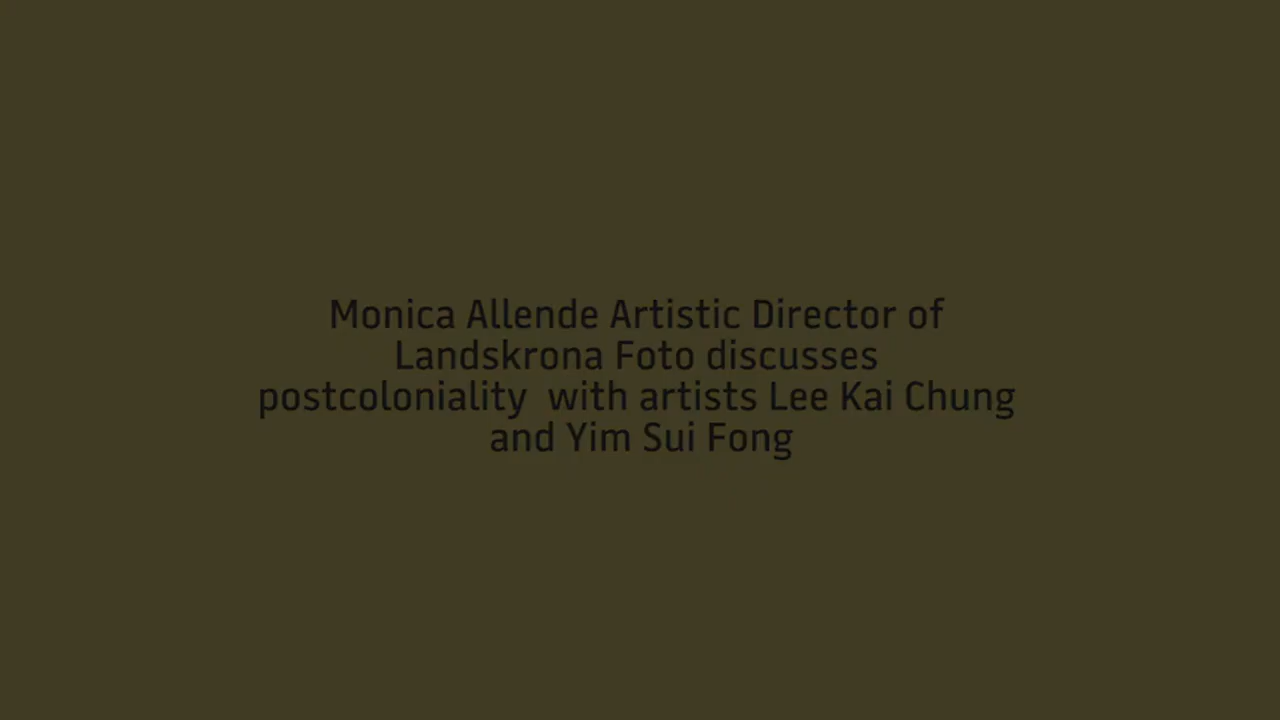 Monica Allende Artistic Director of
Landskrona Foto discusses
postcoloniality  with artists Lee Kai Chung
and Yim Sui Fong